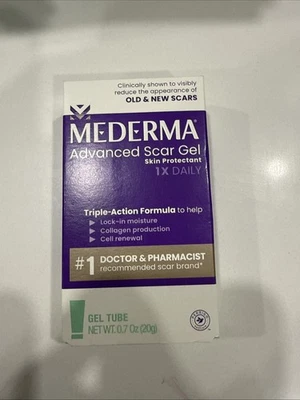 Clinically shown to visibly
reduce the appearance of
OLD & NEW SCARS
MEDERMA®
Advanced Scar Gel
Skin Protectant
1X DAILY
Triple-Action Formula to help
Lock-in moisture
Collagen production
Cell renewal
#1 DOCTOR & PHARMACIST
recommended scar brand*
GEL TUBE
NET WT. 0.7 Oz (20g)